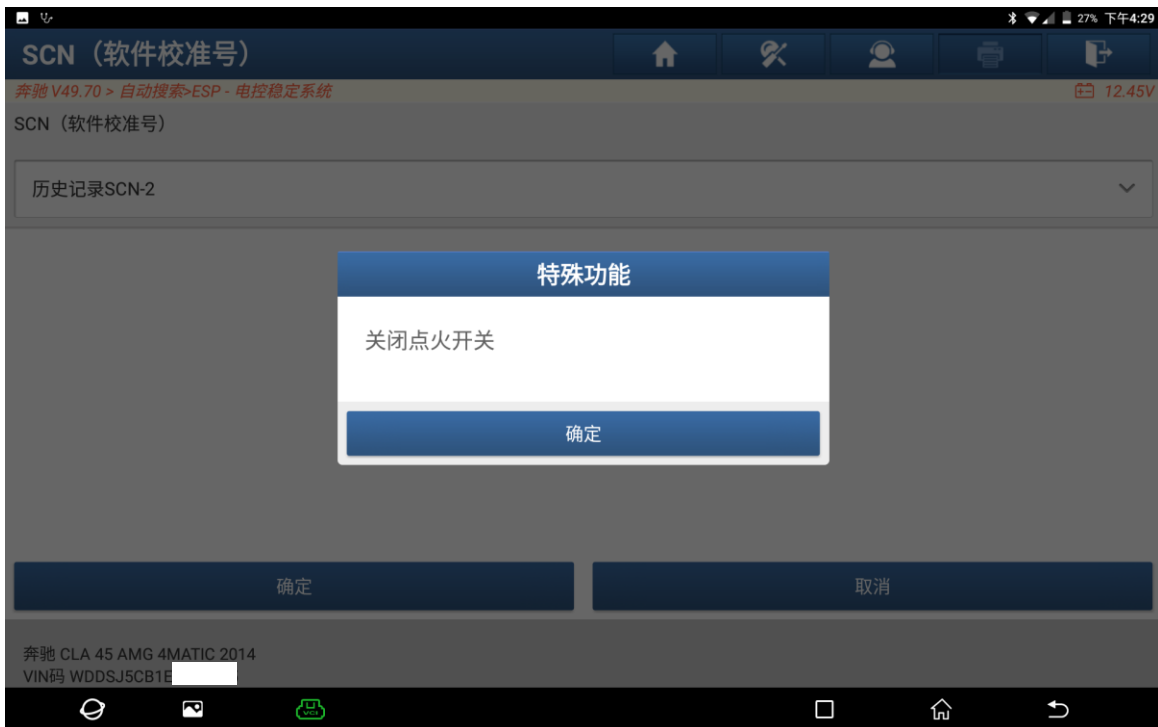 27% 下午4:29
SCN（软件校准号）
奔驰 V49.70 > 自动搜索>ESP - 电控稳定系统
12.45V
SCN（软件校准号）
历史记录SCN-2
特殊功能
关闭点火开关
确定
确定
取消
奔驰 CLA 45 AMG 4MATIC 2014
VIN码 WDDSJ5CB1E
VCI